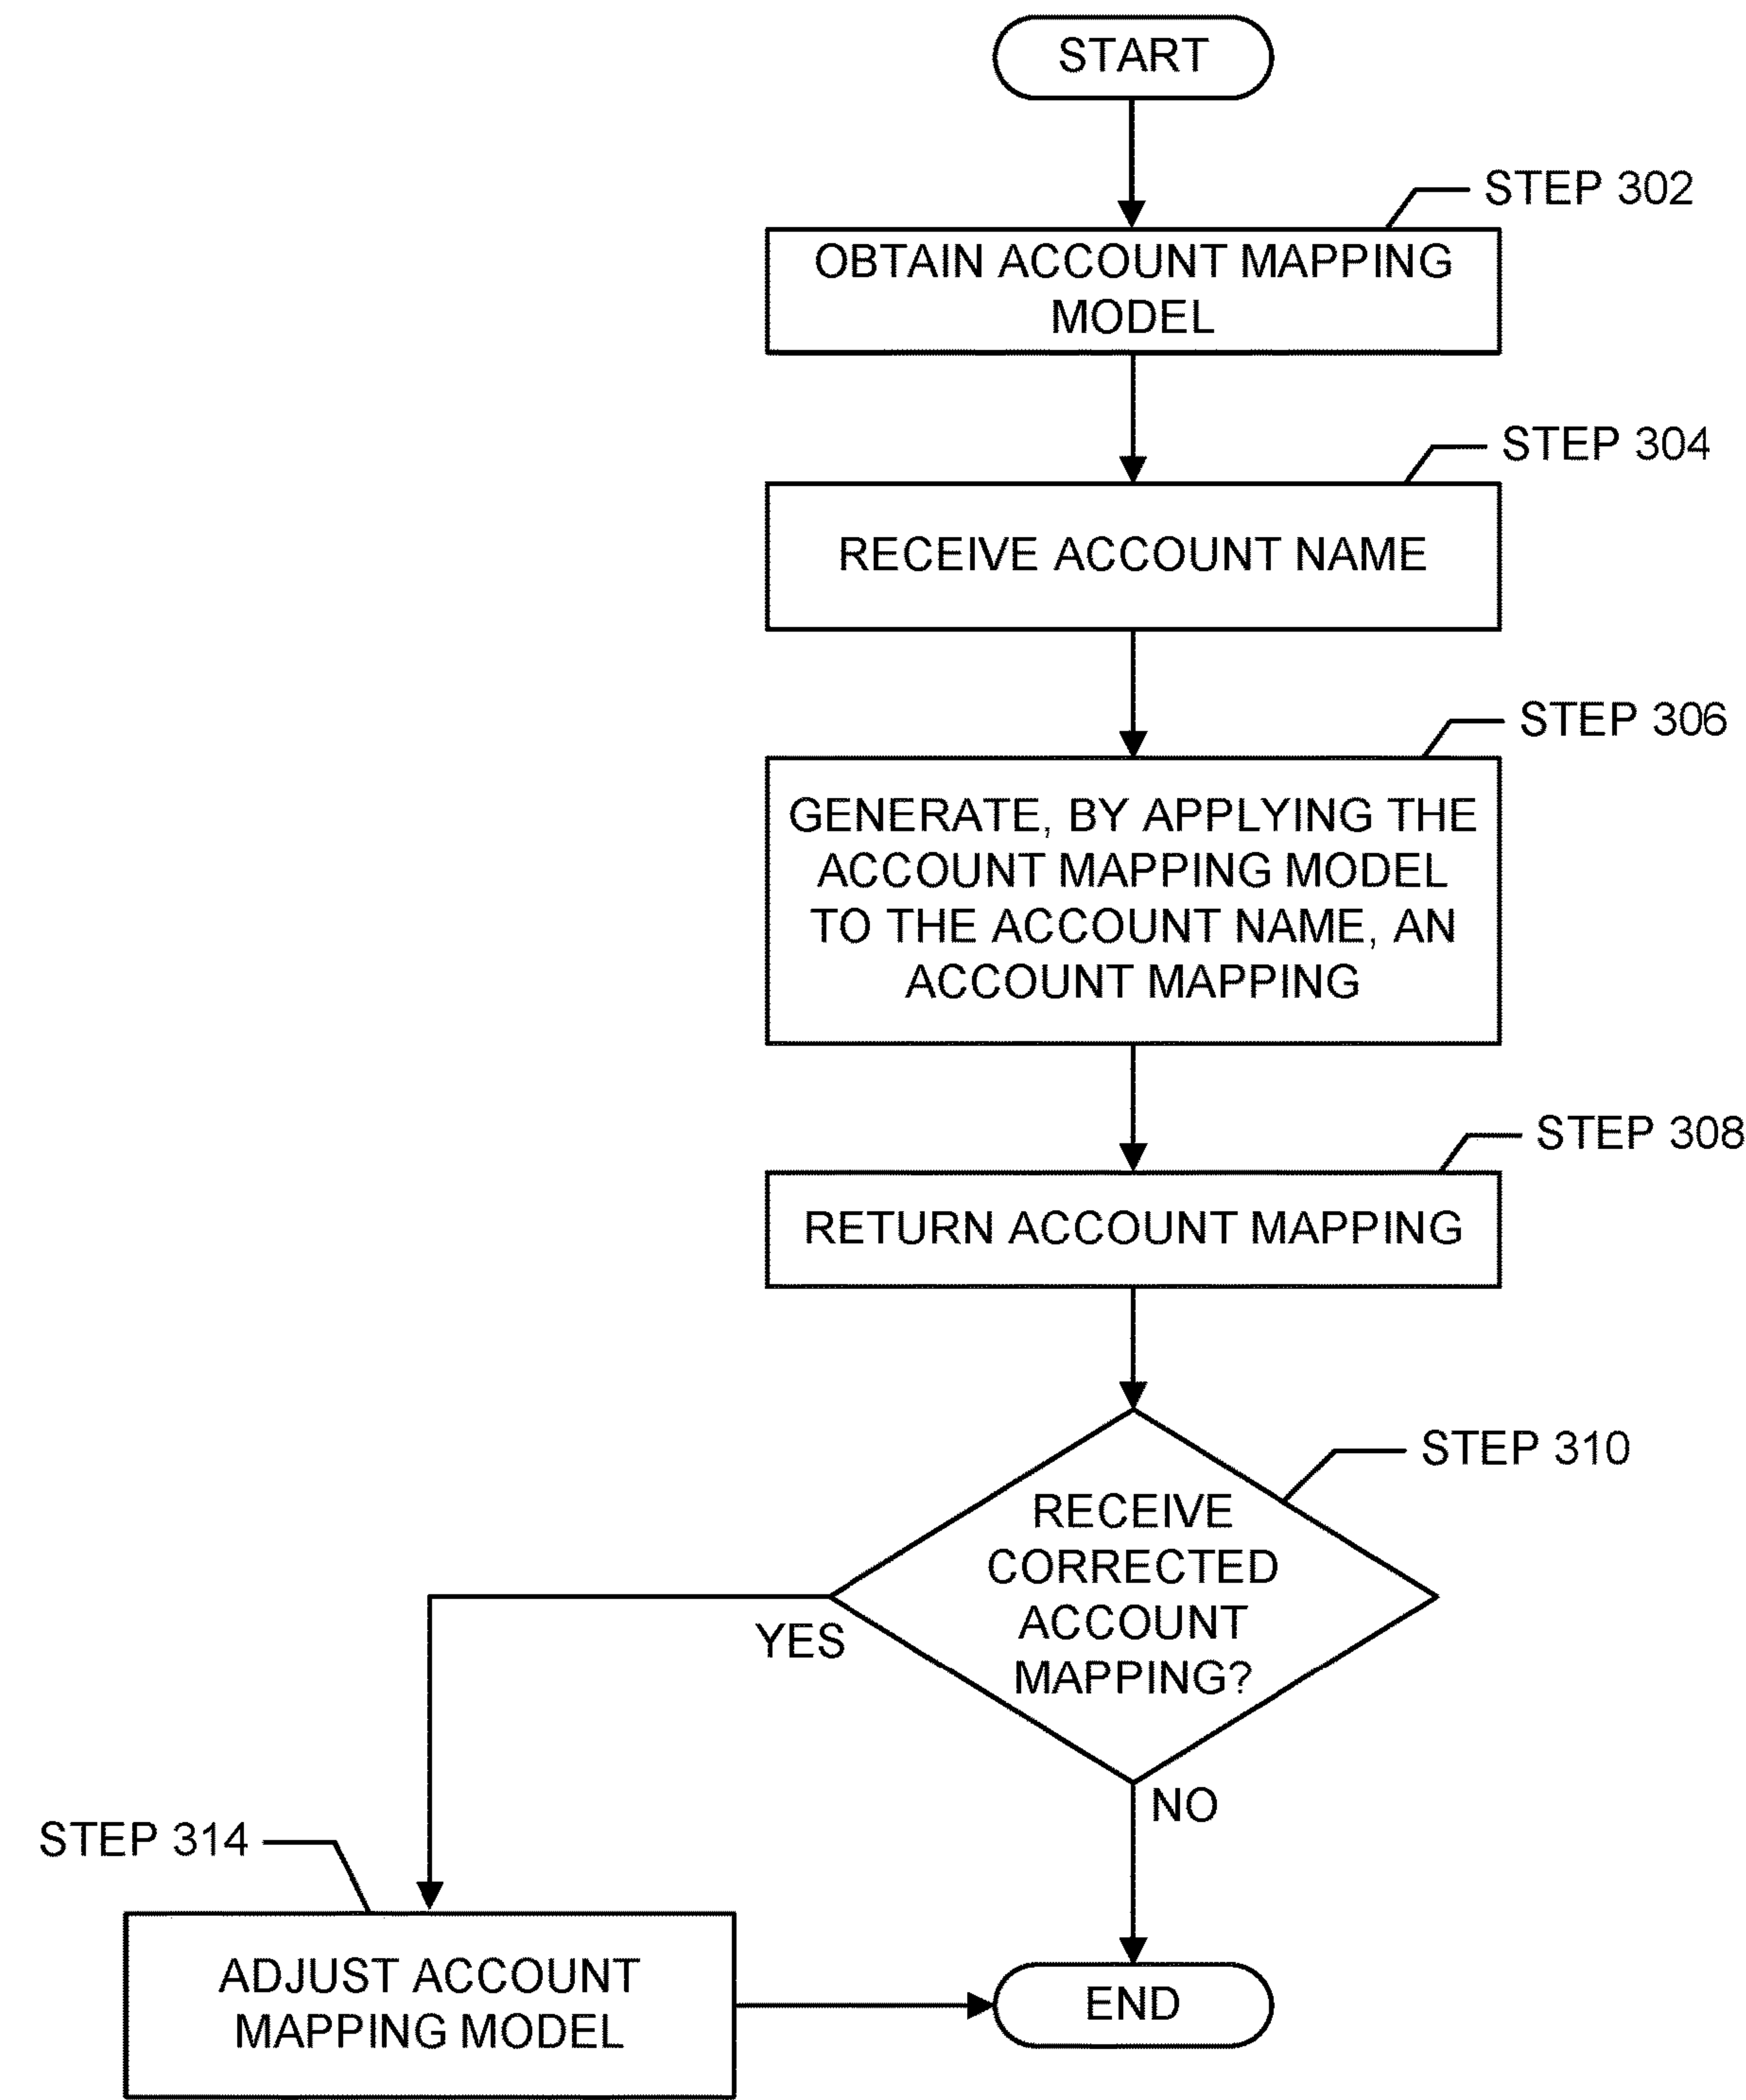 START
STEP 302
OBTAIN ACCOUNT MAPPING
MODEL
STEP 304
RECEIVE ACCOUNT NAME
STEP 306
GENERATE, BY APPLYING THE
ACCOUNT MAPPING MODEL
TO THE ACCOUNT NAME, AN
ACCOUNT MAPPING
STEP 308
RETURN ACCOUNT MAPPING
STEP 310
RECEIVE
CORRECTED
ACCOUNT
MAPPING?
YES
NO
STEP 314
ADJUST ACCOUNT
MAPPING MODEL
END